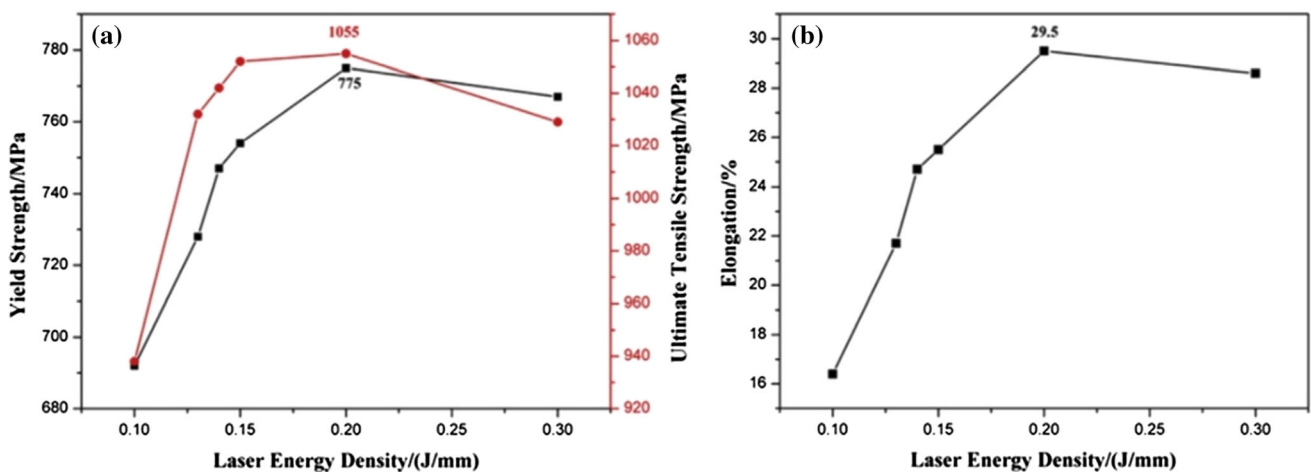 (a)
1055
775
780
760
740
720
700
680
Yield Strength/MPa
1060
1040
1020
1000
980
960
940
920
Ultimate Tensile Strength/MPa
0.10 0.15 0.20 0.25 0.30
Laser Energy Density/(J/mm)
(b)
29.5
30
28
26
24
22
20
18
16
Elongation/%
0.10 0.15 0.20 0.25 0.30
Laser Energy Density/(J/mm)